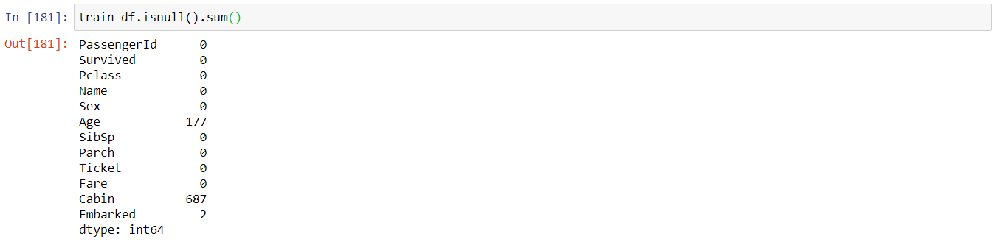 In [181]: train_df.isnull().sum()
Out[181]: PassengerId      0
Survived         0
Pclass           0
Name             0
Sex              0
Age            177
SibSp            0
Parch            0
Ticket           0
Fare             0
Cabin          687
Embarked         2
dtype: int64